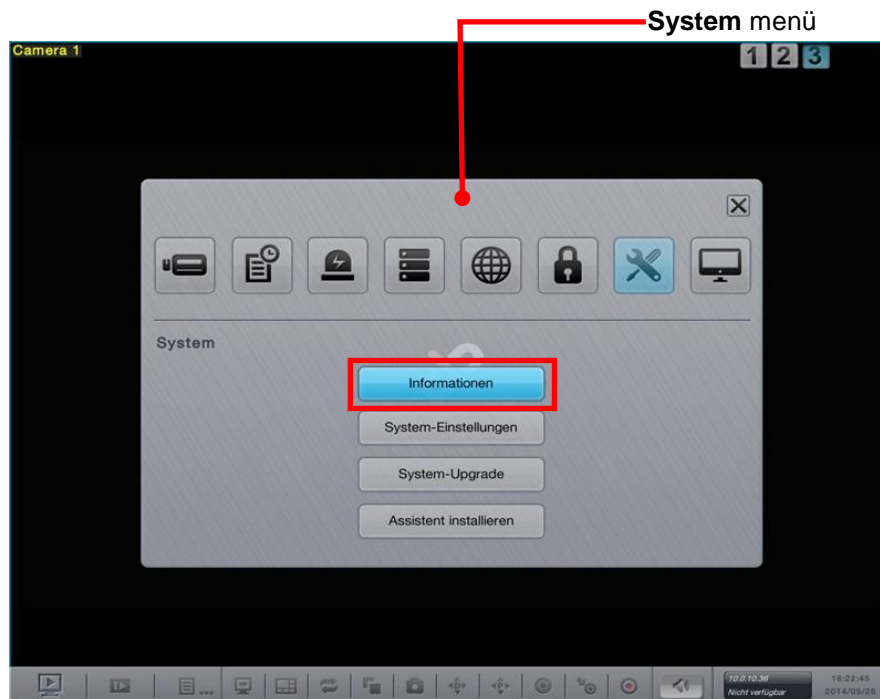 System menü
Camera 1
1 2 3
System
Informationen
System-Einstellungen
System-Upgrade
Assistent installieren
10.0.10.36
Nicht verfügbar
16:22:45
2014/05/26